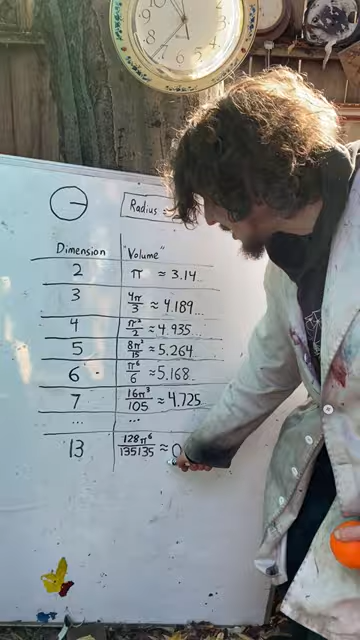 Radius =
Dimension "Volume"
2 π ≈ 3.14...
3 4π/3 ≈ 4.189...
4 π²/2 ≈ 4.935...
5 8π²/15 ≈ 5.264...
6 π³/6 ≈ 5.168...
7 16π³/105 ≈ 4.725...
... ...
13 128π⁶/135135 ≈ 0